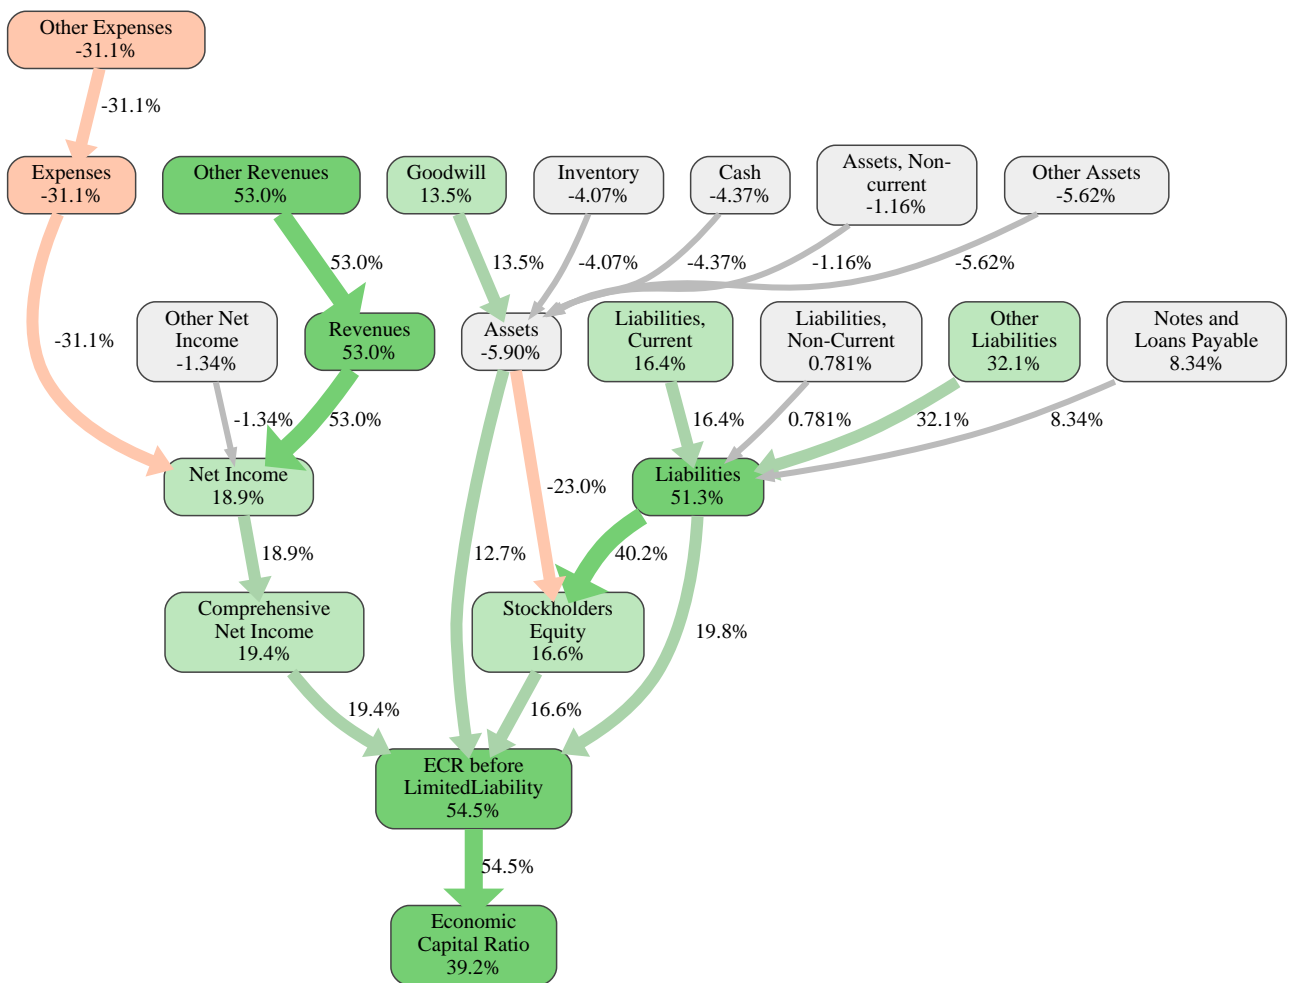 Other Expenses
-31.1%
-31.1%
Expenses
-31.1%
Other Revenues
53.0%
Goodwill
13.5%
Inventory
-4.07%
Cash
-4.37%
Assets, Non-
current
-1.16%
Other Assets
-5.62%
53.0%
13.5%
-4.07%
-4.37%
-1.16%
-5.62%
-31.1%
Other Net
Income
-1.34%
Revenues
53.0%
Assets
-5.90%
Liabilities,
Current
16.4%
Liabilities,
Non-Current
0.781%
Other
Liabilities
32.1%
Notes and
Loans Payable
8.34%
-1.34%
53.0%
16.4%
0.781%
32.1%
8.34%
Net Income
18.9%
-23.0%
Liabilities
51.3%
18.9%
12.7%
40.2%
Comprehensive
Net Income
19.4%
Stockholders
Equity
16.6%
19.8%
19.4%
16.6%
ECR before
LimitedLiability
54.5%
54.5%
Economic
Capital Ratio
39.2%